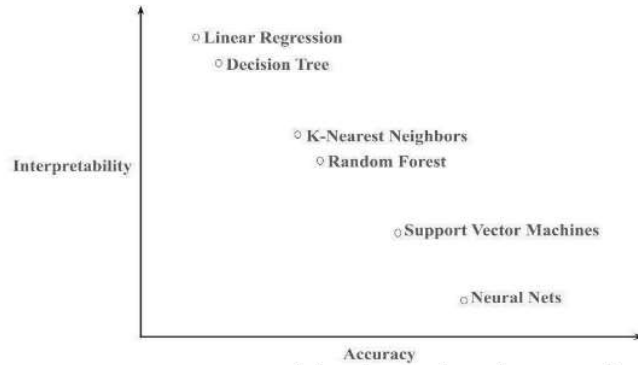 Linear Regression
Decision Tree
K-Nearest Neighbors
Random Forest
Interpretability
Support Vector Machines
Neural Nets
Accuracy